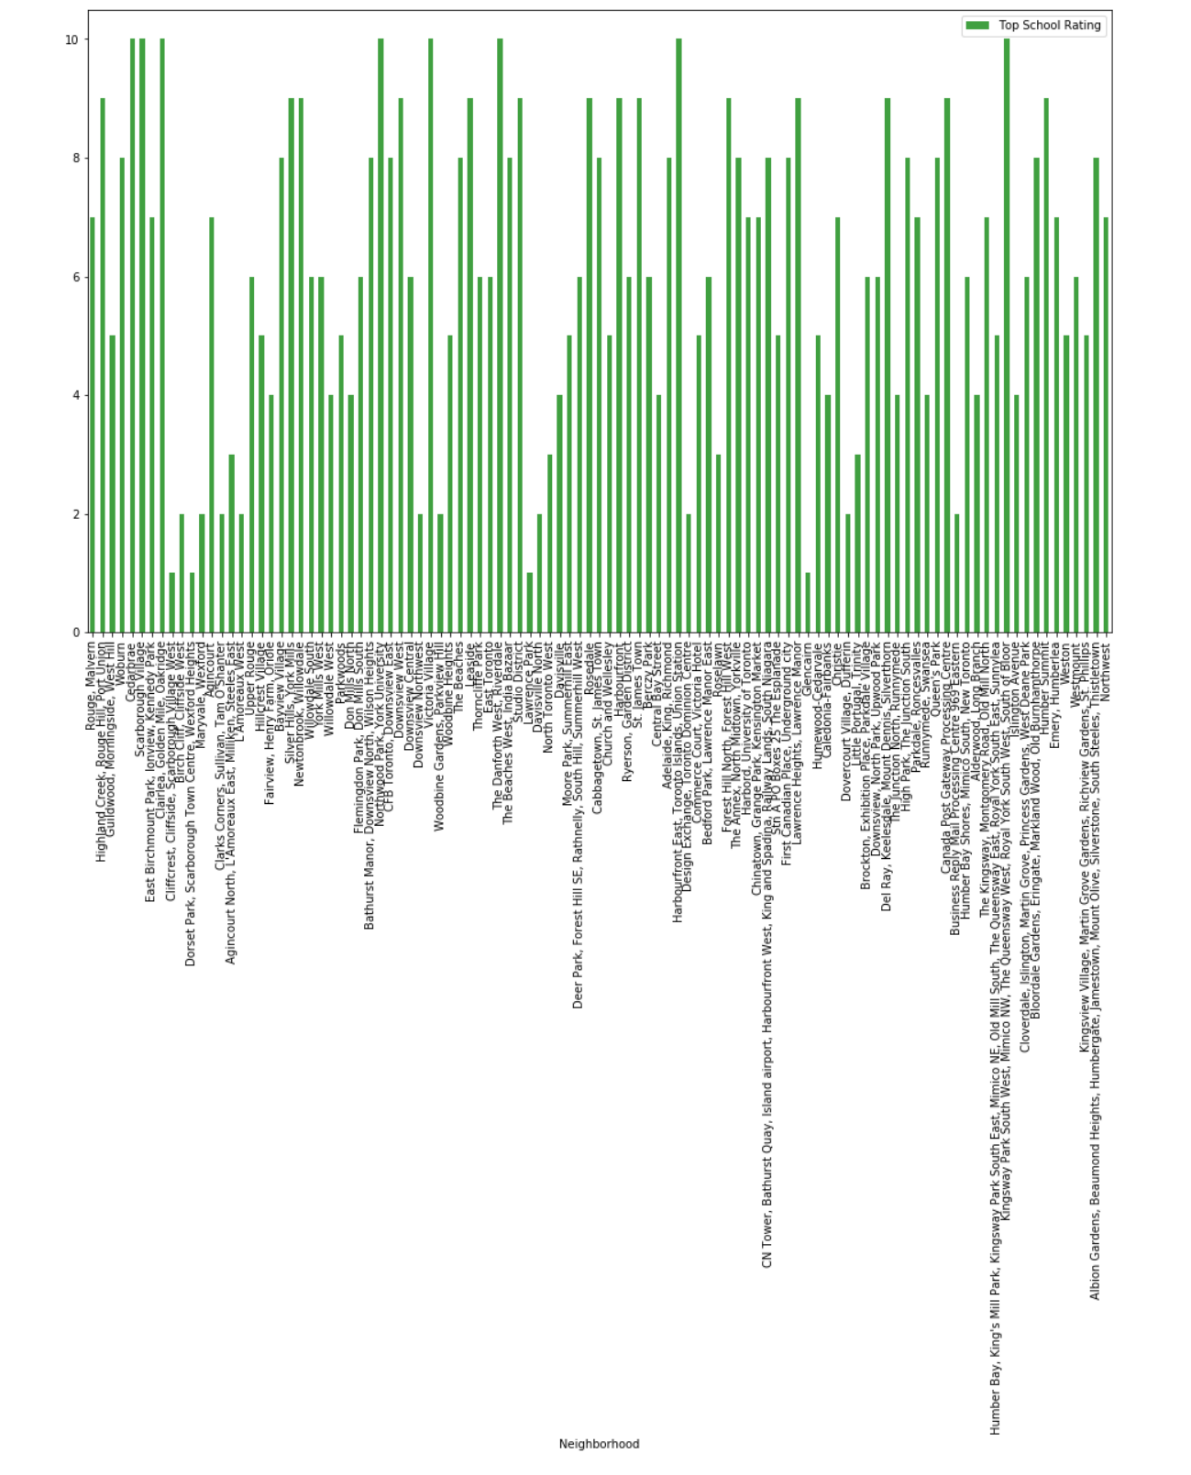 Top School Rating
10
8
6
4
2
0
Rouge, Malvern
Highland Creek, Rouge Hill, Port Union
Guildwood, Morningside, West Hill
Woburn
Cedarbrae
Scarborough Village
East Birchmount Park, Ionview, Kennedy Park
Clairlea, Golden Mile, Oakridge
Cliffcrest, Cliffside, Scarborough Village West
Birch Cliff, Cliffside West
Dorset Park, Scarborough Town Centre, Wexford Heights
Maryvale, Wexford
Agincourt
Clarks Corners, Sullivan, Tam O'Shanter
Agincourt North, L'Amoreaux East, Milliken, Steeles East
L'Amoreaux West
Upper Rouge
Hillcrest Village
Fairview, Henry Farm, Oriole
Bayview Village
Silver Hills, York Mills
Newtonbrook, Willowdale
Willowdale South
York Mills West
Willowdale West
Parkwoods
Don Mills North
Flemingdon Park, Don Mills South
Bathurst Manor, Downsview North, Wilson Heights
Northwood Park, York University
CFB Toronto, Downsview East
Downsview West
Downsview Central
Downsview Northwest
Victoria Village
Woodbine Gardens, Parkview Hill
Woodbine Heights
The Beaches
Leaside
Thorncliffe Park
East Toronto
The Danforth West, Riverdale
The Beaches West, India Bazaar
Studio District
Lawrence Park
Davisville North
North Toronto West
Davisville
Moore Park, Summerhill East
Deer Park, Forest Hill SE, Rathnelly, South Hill, Summerhill West
Rosedale
Cabbagetown, St. James Town
Church and Wellesley
Harbourfront
Ryerson, Garden District
St. James Town
Berczy Park
Central Bay Street
Adelaide, King, Richmond
Harbourfront East, Toronto Islands, Union Station
Design Exchange, Toronto Dominion Centre
Commerce Court, Victoria Hotel
Bedford Park, Lawrence Manor East
Roselawn
Forest Hill North, Forest Hill West
The Annex, North Midtown, Yorkville
Harbord, University of Toronto
Chinatown, Grange Park, Kensington Market
CN Tower, Bathurst Quay, Island airport, Harbourfront West, King and Spadina, Railway Lands, South Niagara
Stn A PO Boxes 25 The Esplanade
First Canadian Place, Underground city
Lawrence Heights, Lawrence Manor
Glencairn
Humewood-Cedarvale
Caledonia-Fairbanks
Christie
Dovercourt Village, Dufferin
Little Portugal, Trinity
Brockton, Exhibition Place, Parkdale Village
Downsview, North Park, Upwood Park
Del Ray, Keelesdale, Mount Dennis, Silverthorn
The Junction North, Runnymede
High Park, The Junction South
Parkdale, Roncesvalles
Runnymede, Swansea
Queen's Park
Canada Post Gateway Processing Centre
Business Reply Mail Processing Centre 969 Eastern
Humber Bay Shores, Mimico South, New Toronto
Alderwood, Long Branch
The Kingsway, Montgomery Road, Old Mill North
Humber Bay, King's Mill Park, Kingsway Park South East, Mimico NE, Old Mill South, The Queensway East, Royal York South East, Sunnylea
Kingsway Park South West, Mimico NW, The Queensway West, Royal York South West, South of Bloor
Islington Avenue
Cloverdale, Islington, Martin Grove, Princess Gardens, West Deane Park
Bloordale Gardens, Eringate, Markland Wood, Old Burnhamthorpe
Humber Summit
Emery, Humberlea
Weston
Westmount
Kingsview Village, Martin Grove Gardens, Richview Gardens, St. Phillips
Albion Gardens, Beaumond Heights, Humbergate, Jamestown, Mount Olive, Silverstone, South Steeles, Thistletown
Northwest
Neighborhood